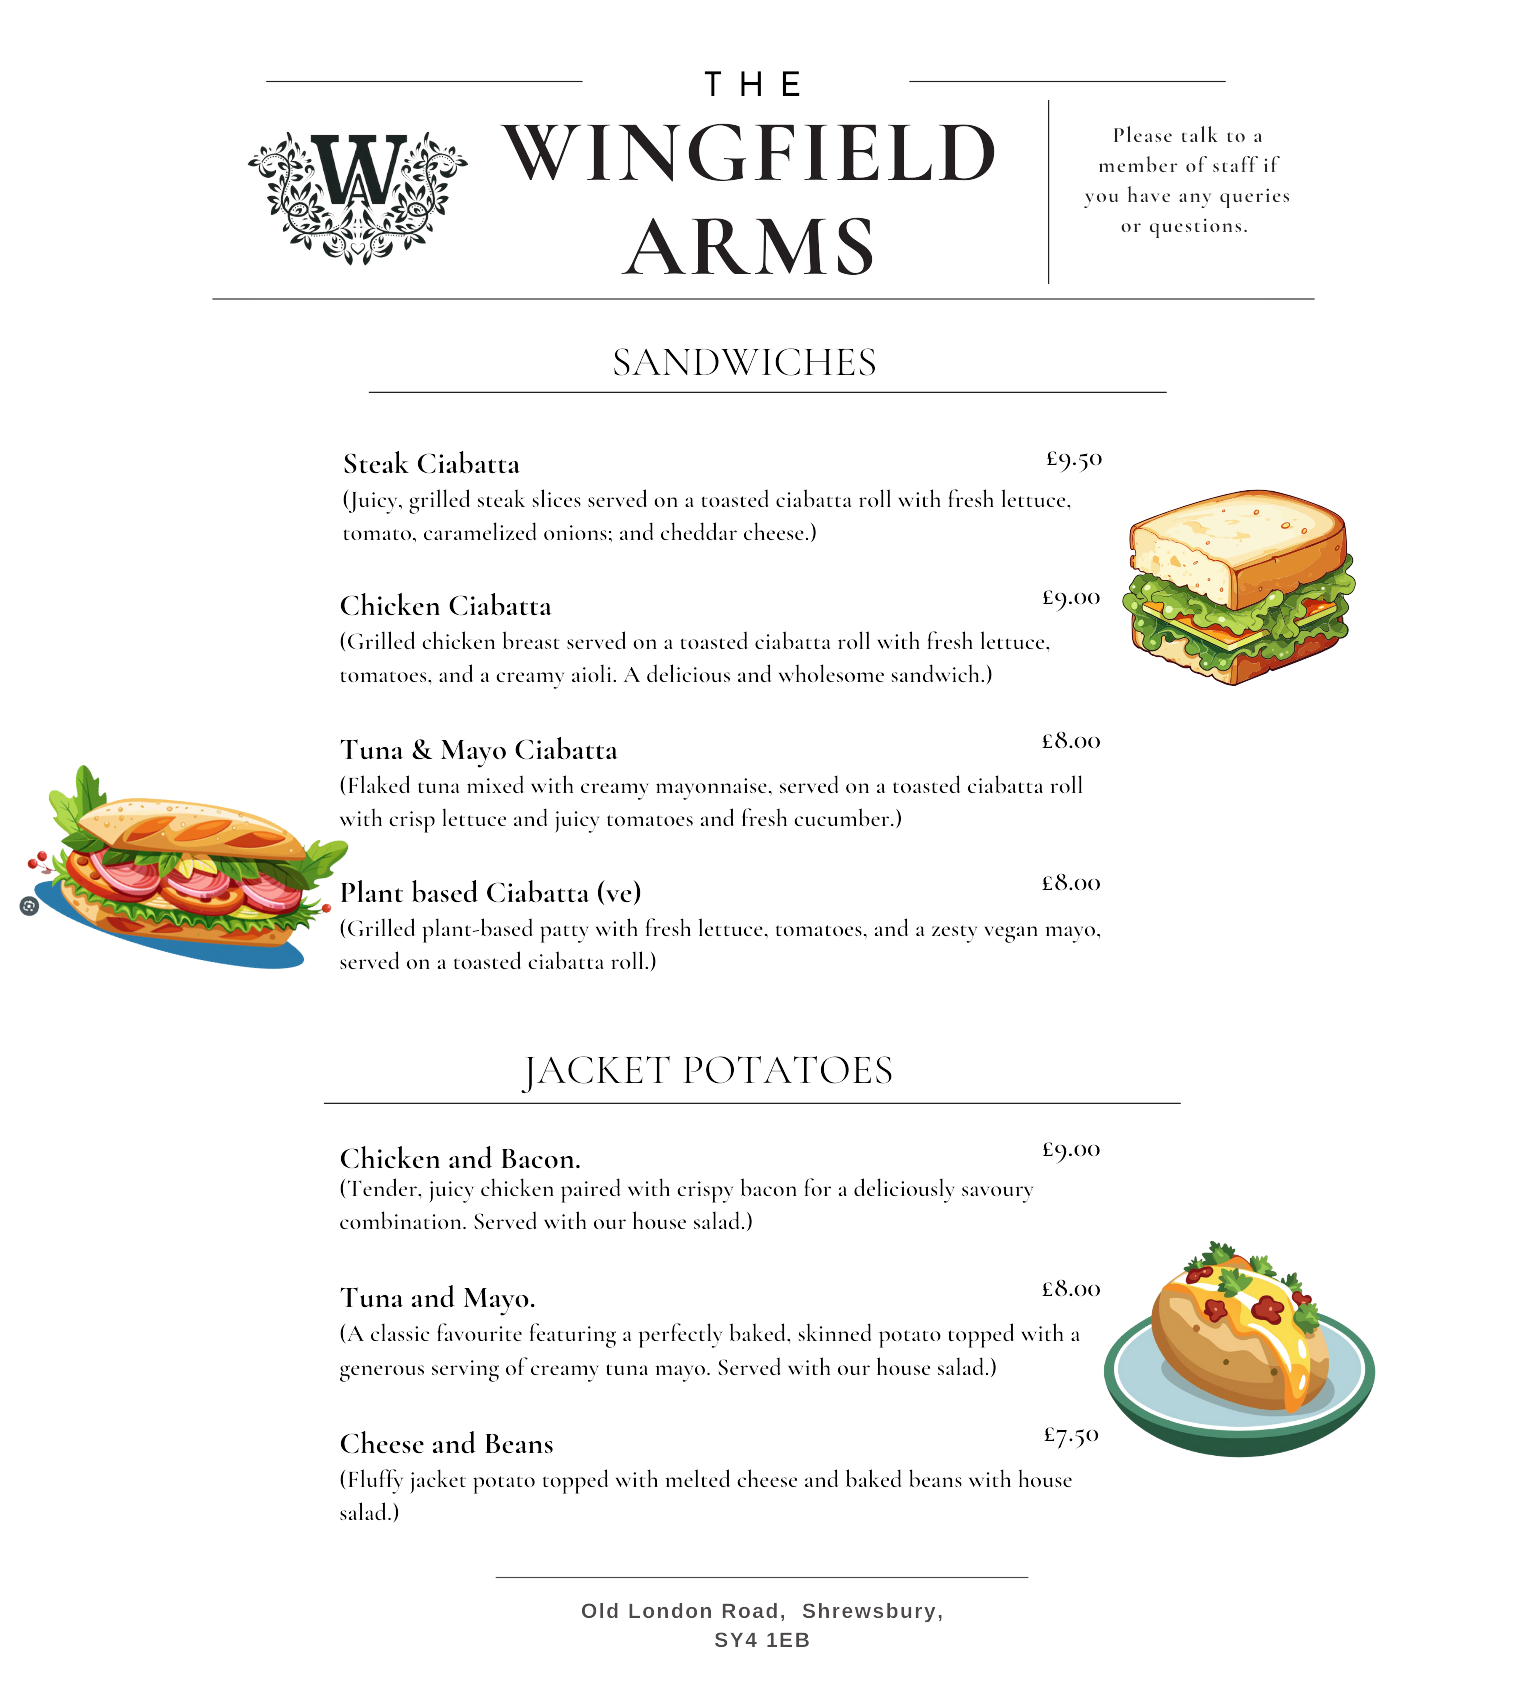 THE
WINGFIELD
ARMS
WA
Please talk to a
member of staff if
you have any queries
or questions.
SANDWICHES
Steak Ciabatta £9.50
(Juicy, grilled steak slices served on a toasted ciabatta roll with fresh lettuce,
tomato, caramelized onions; and cheddar cheese.)
Chicken Ciabatta £9.00
(Grilled chicken breast served on a toasted ciabatta roll with fresh lettuce,
tomatoes, and a creamy aioli. A delicious and wholesome sandwich.)
Tuna & Mayo Ciabatta £8.00
(Flaked tuna mixed with creamy mayonnaise, served on a toasted ciabatta roll
with crisp lettuce and juicy tomatoes and fresh cucumber.)
Plant based Ciabatta (ve) £8.00
(Grilled plant-based patty with fresh lettuce, tomatoes, and a zesty vegan mayo,
served on a toasted ciabatta roll.)
JACKET POTATOES
Chicken and Bacon. £9.00
(Tender, juicy chicken paired with crispy bacon for a deliciously savoury
combination. Served with our house salad.)
Tuna and Mayo. £8.00
(A classic favourite featuring a perfectly baked, skinned potato topped with a
generous serving of creamy tuna mayo. Served with our house salad.)
Cheese and Beans £7.50
(Fluffy jacket potato topped with melted cheese and baked beans with house
salad.)
Old London Road, Shrewsbury,
SY4 1EB